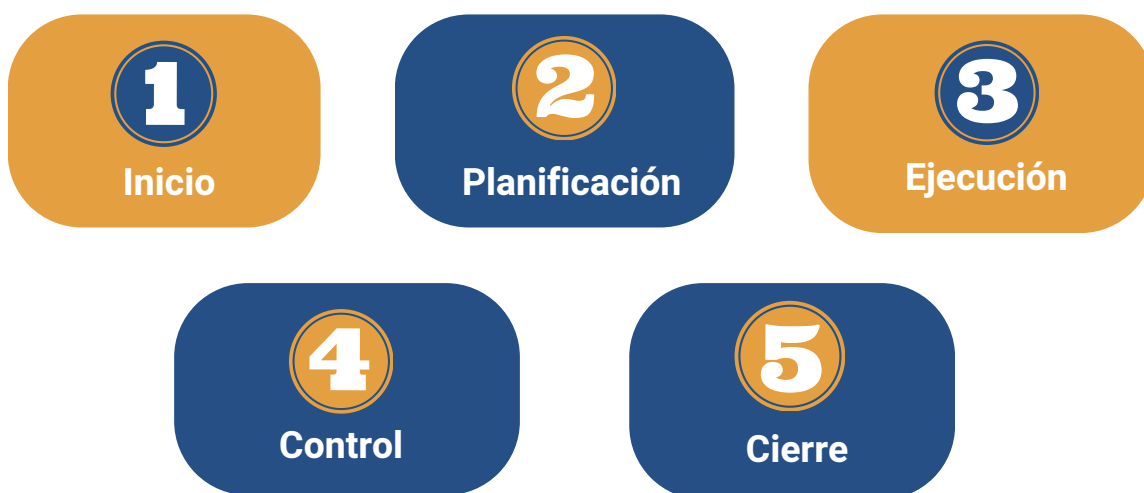 1
Inicio
2
Planificación
3
Ejecución
4
Control
5
Cierre